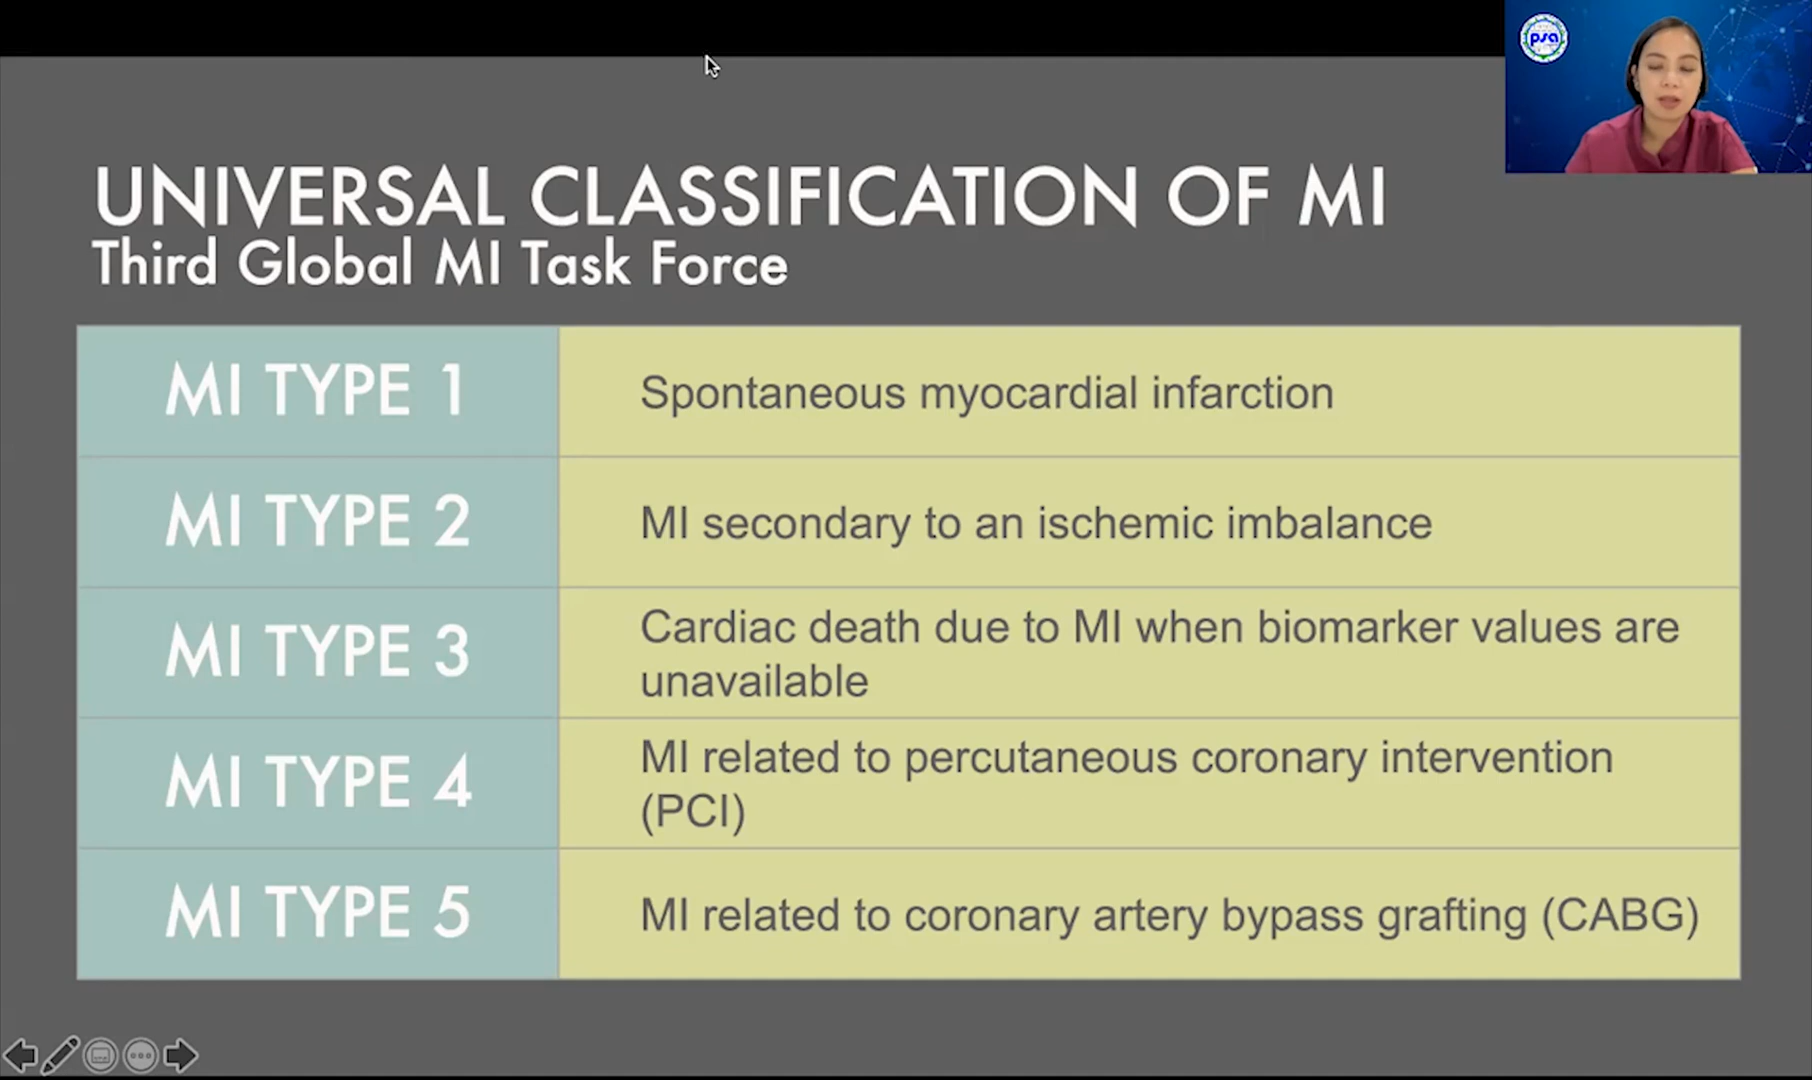 psa
UNIVERSAL CLASSIFICATION OF MI
Third Global MI Task Force
MI TYPE 1
Spontaneous myocardial infarction
MI TYPE 2
MI secondary to an ischemic imbalance
MI TYPE 3
Cardiac death due to MI when biomarker values are
unavailable
MI TYPE 4
MI related to percutaneous coronary intervention
(PCI)
MI TYPE 5
MI related to coronary artery bypass grafting (CABG)